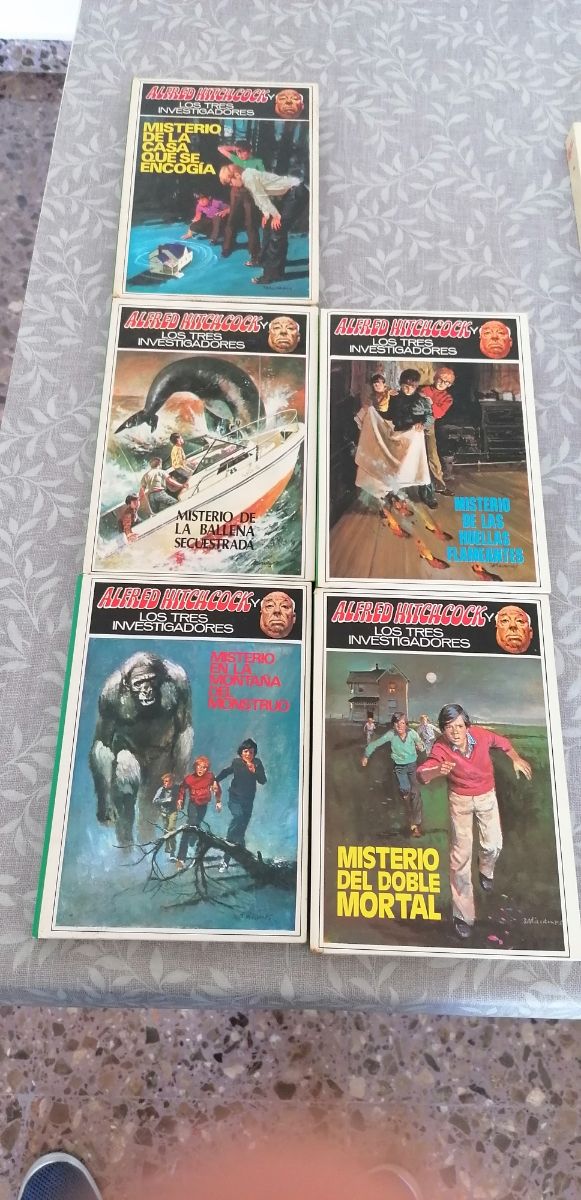 ALFRED HITCHCOCK Y
LOS TRES
INVESTIGADORES
MISTERIO
DE LA
CASA
QUE SE
ENCOGÍA
ALFRED HITCHCOCK Y
LOS TRES
INVESTIGADORES
MISTERIO DE
LA BALLENA
SECUESTRADA
ALFRED HITCHCOCK Y
LOS TRES
INVESTIGADORES
MISTERIO
DE LAS
HUELLAS
FLAMEANTES
ALFRED HITCHCOCK Y
LOS TRES
INVESTIGADORES
MISTERIO
EN LA
MONTAÑA
DEL
MONSTRUO
ALFRED HITCHCOCK Y
LOS TRES
INVESTIGADORES
MISTERIO
DEL DOBLE
MORTAL